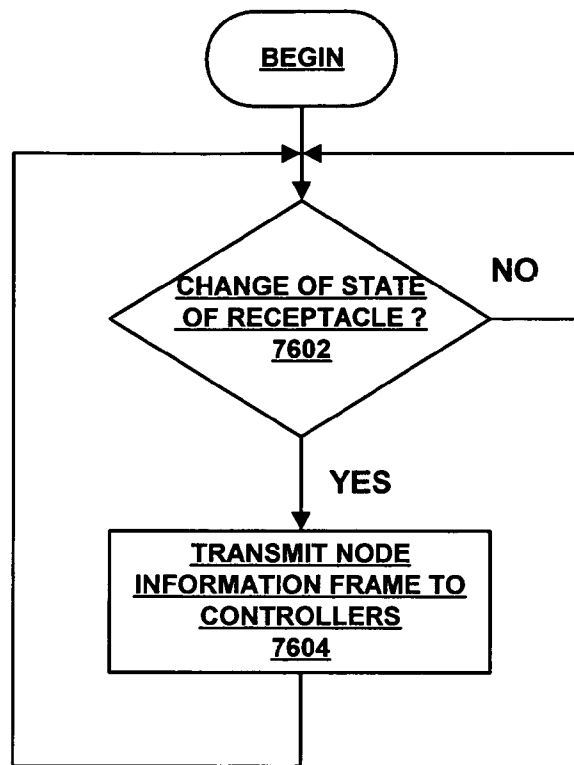 BEGIN
CHANGE OF STATE
OF RECEPTACLE ?
7602
NO
YES
TRANSMIT NODE
INFORMATION FRAME TO
CONTROLLERS
7604